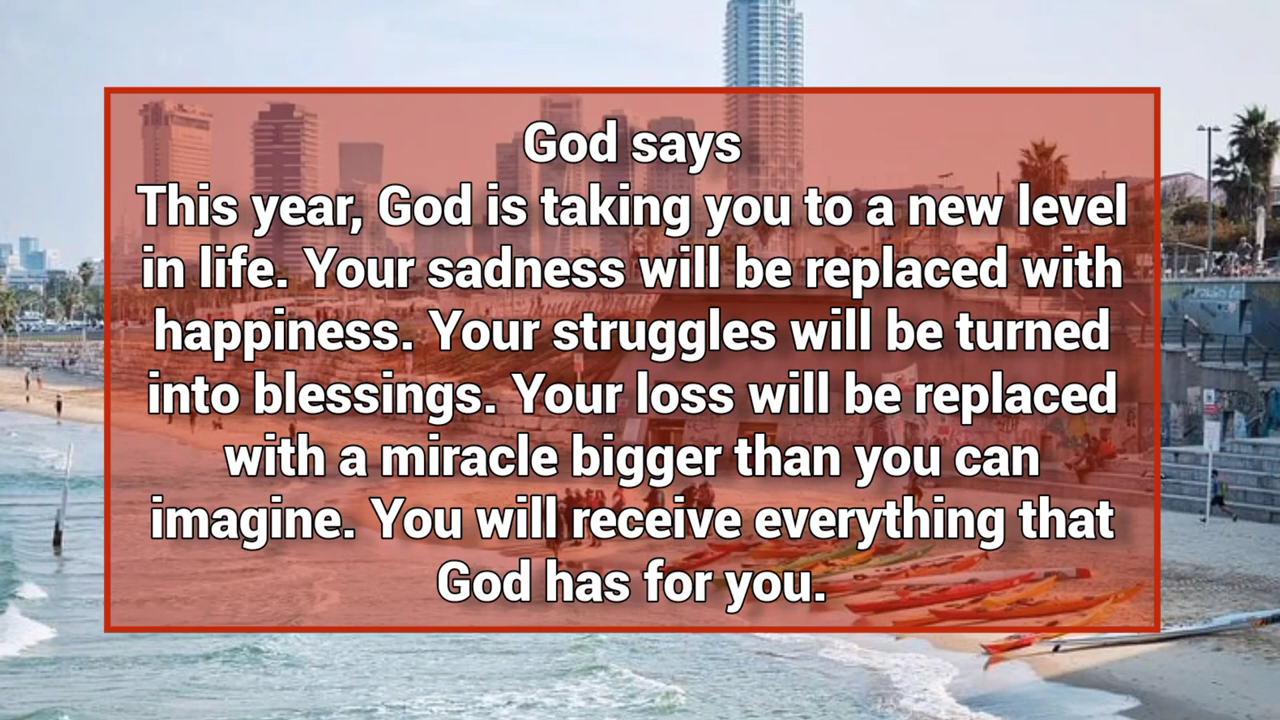 God says
This year, God is taking you to a new level
in life. Your sadness will be replaced with
happiness. Your struggles will be turned
into blessings. Your loss will be replaced
with a miracle bigger than you can
imagine. You will receive everything that
God has for you.